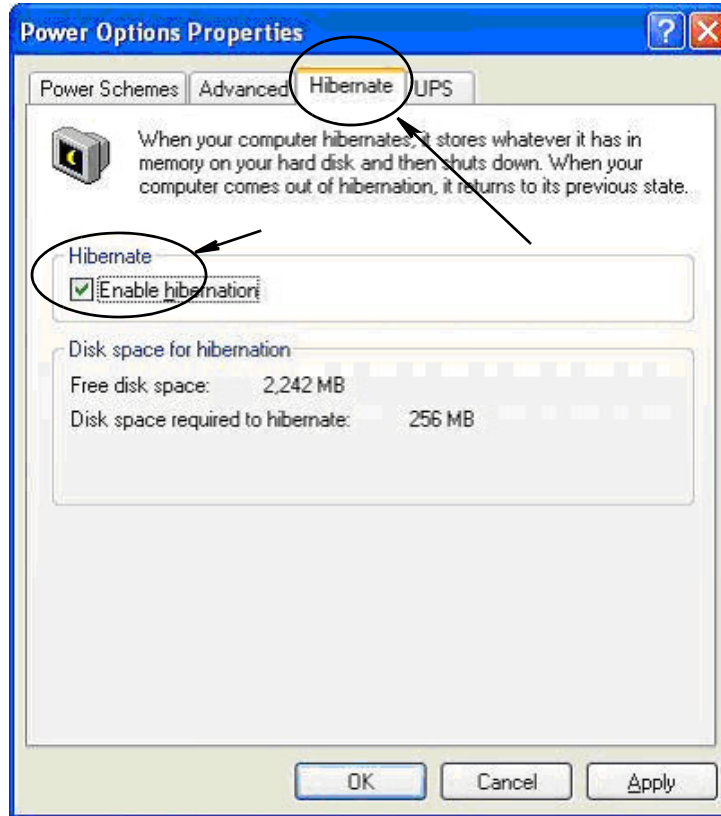 Power Options Properties
Power Schemes Advanced Hibernate UPS
When your computer hibernates, it stores whatever it has in
memory on your hard disk and then shuts down. When your
computer comes out of hibernation, it returns to its previous state.
Hibernate
Enable hibernation
Disk space for hibernation
Free disk space: 2,242 MB
Disk space required to hibernate: 256 MB
OK Cancel Apply